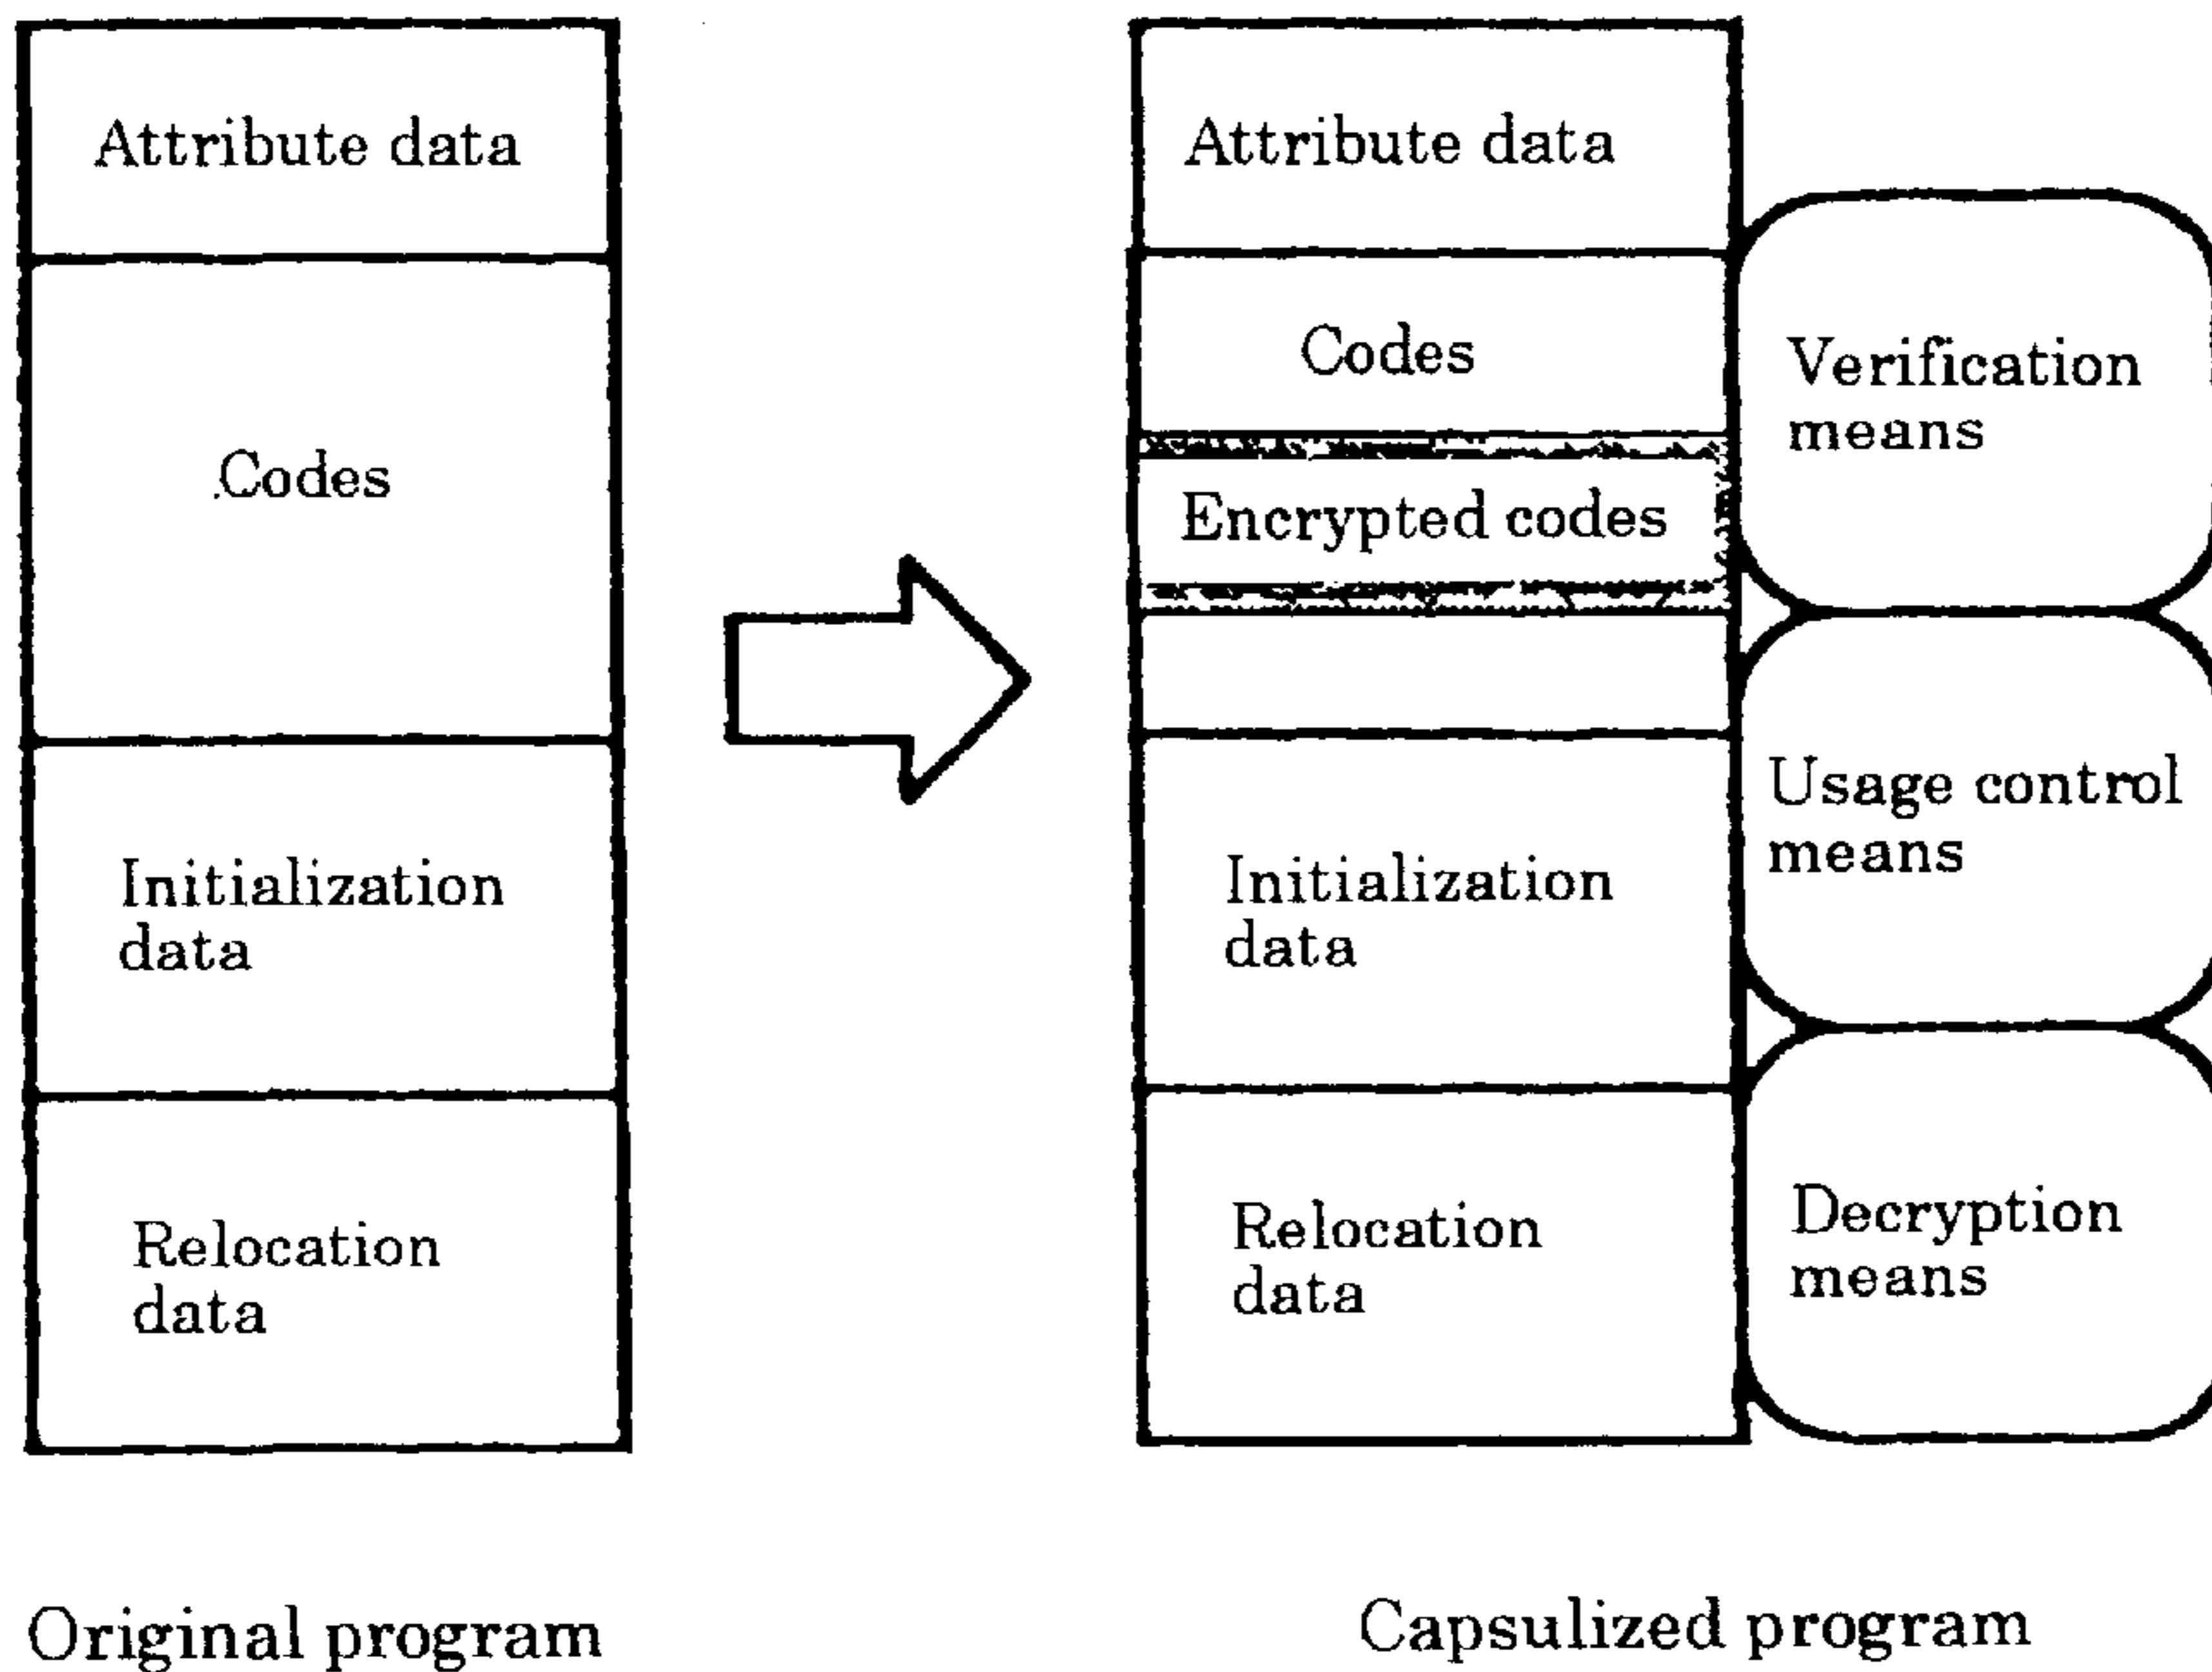 Attribute data
Codes
Initialization
data
Relocation
data
Original program
Attribute data
Codes
Encrypted codes
Initialization
data
Relocation
data
Verification
means
Usage control
means
Decryption
means
Capsulized program